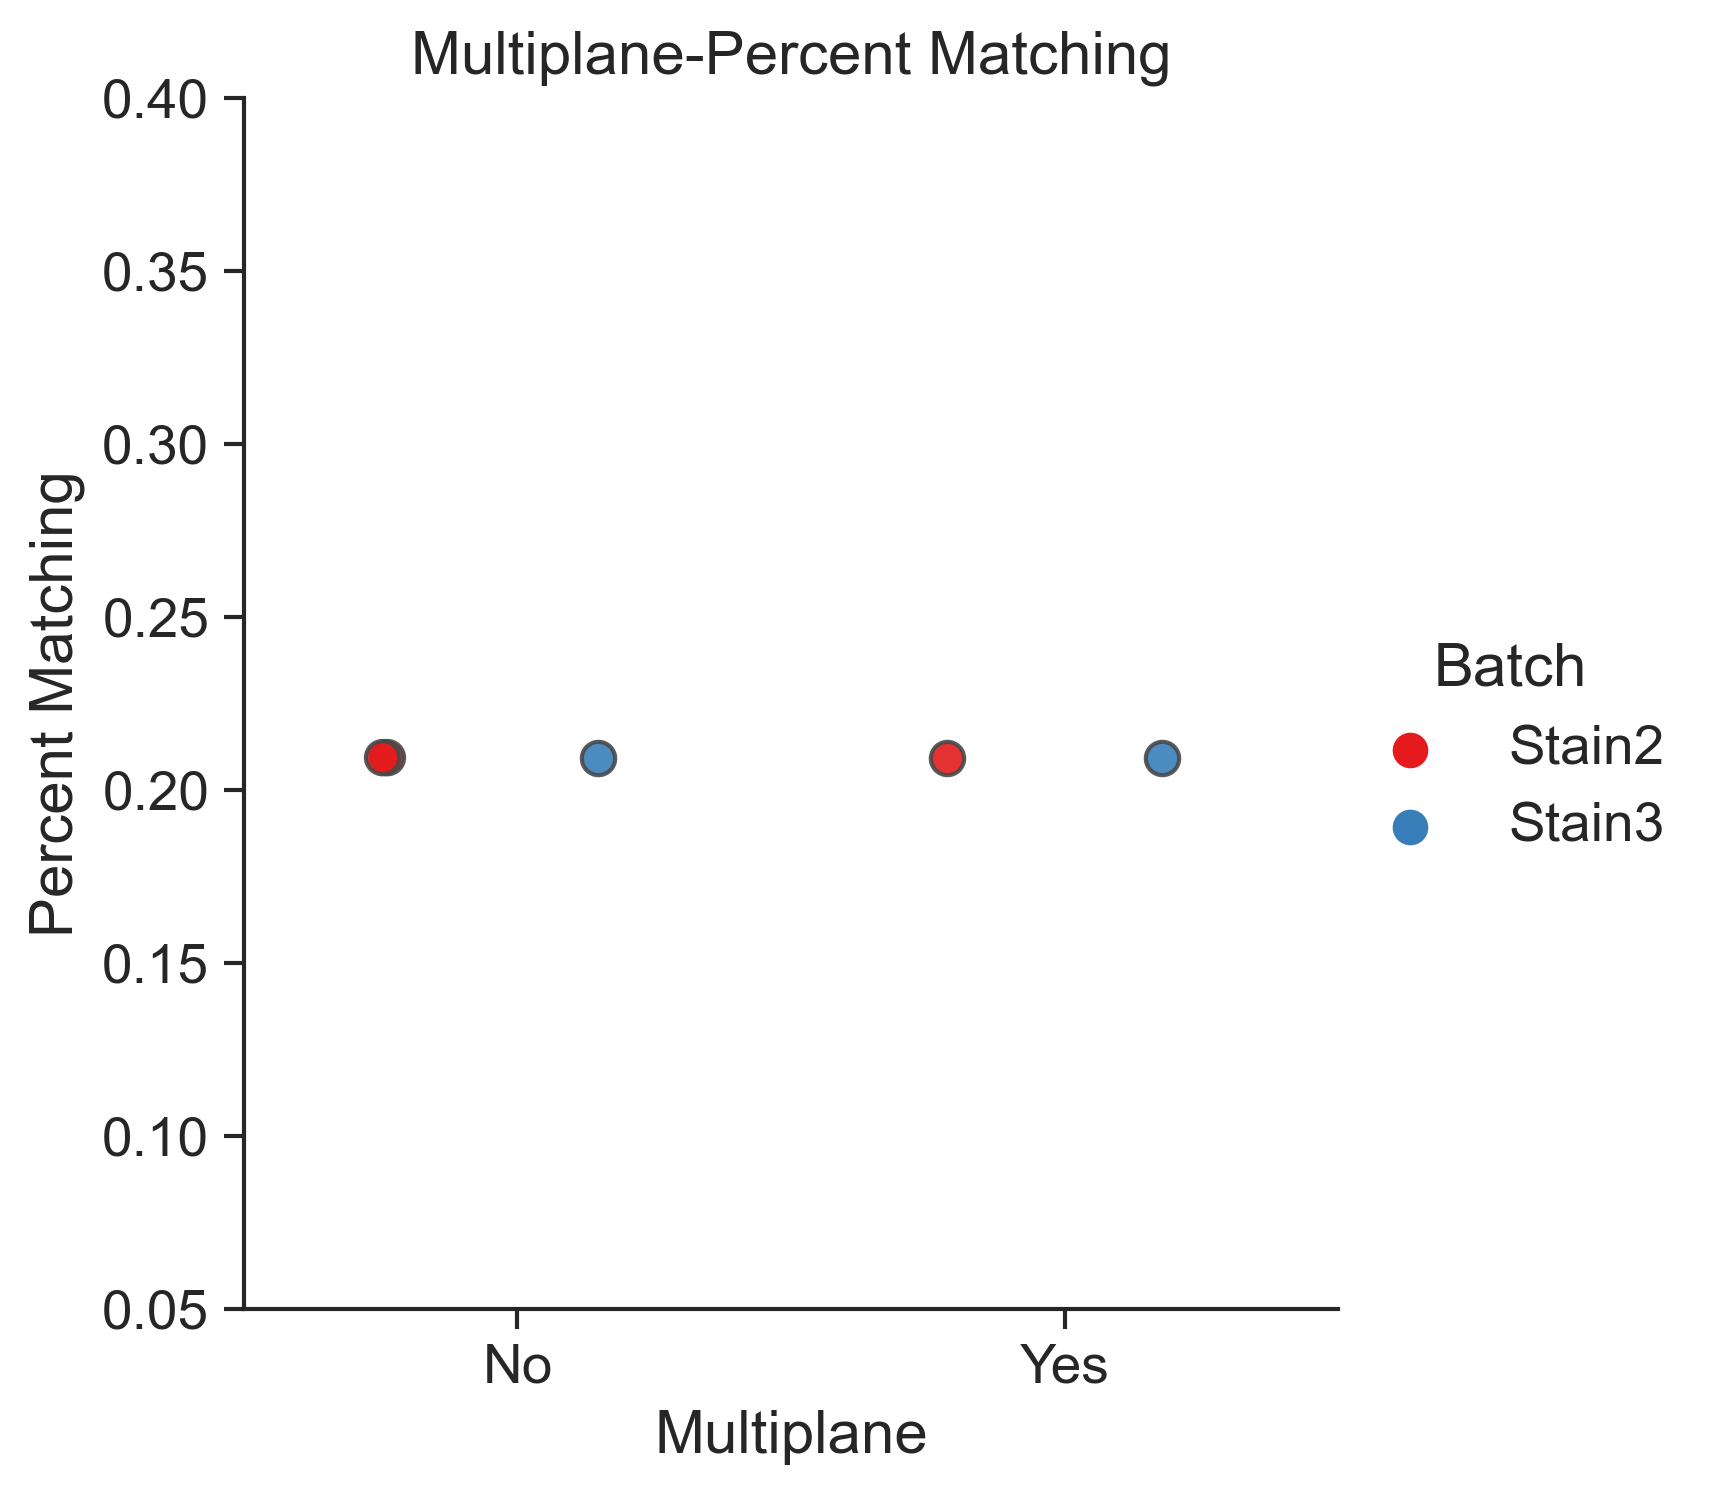 Multiplane-Percent Matching
0.40
0.35
0.30
0.25
0.20
0.15
0.10
0.05
Percent Matching
No
Yes
Multiplane
Batch
Stain2
Stain3